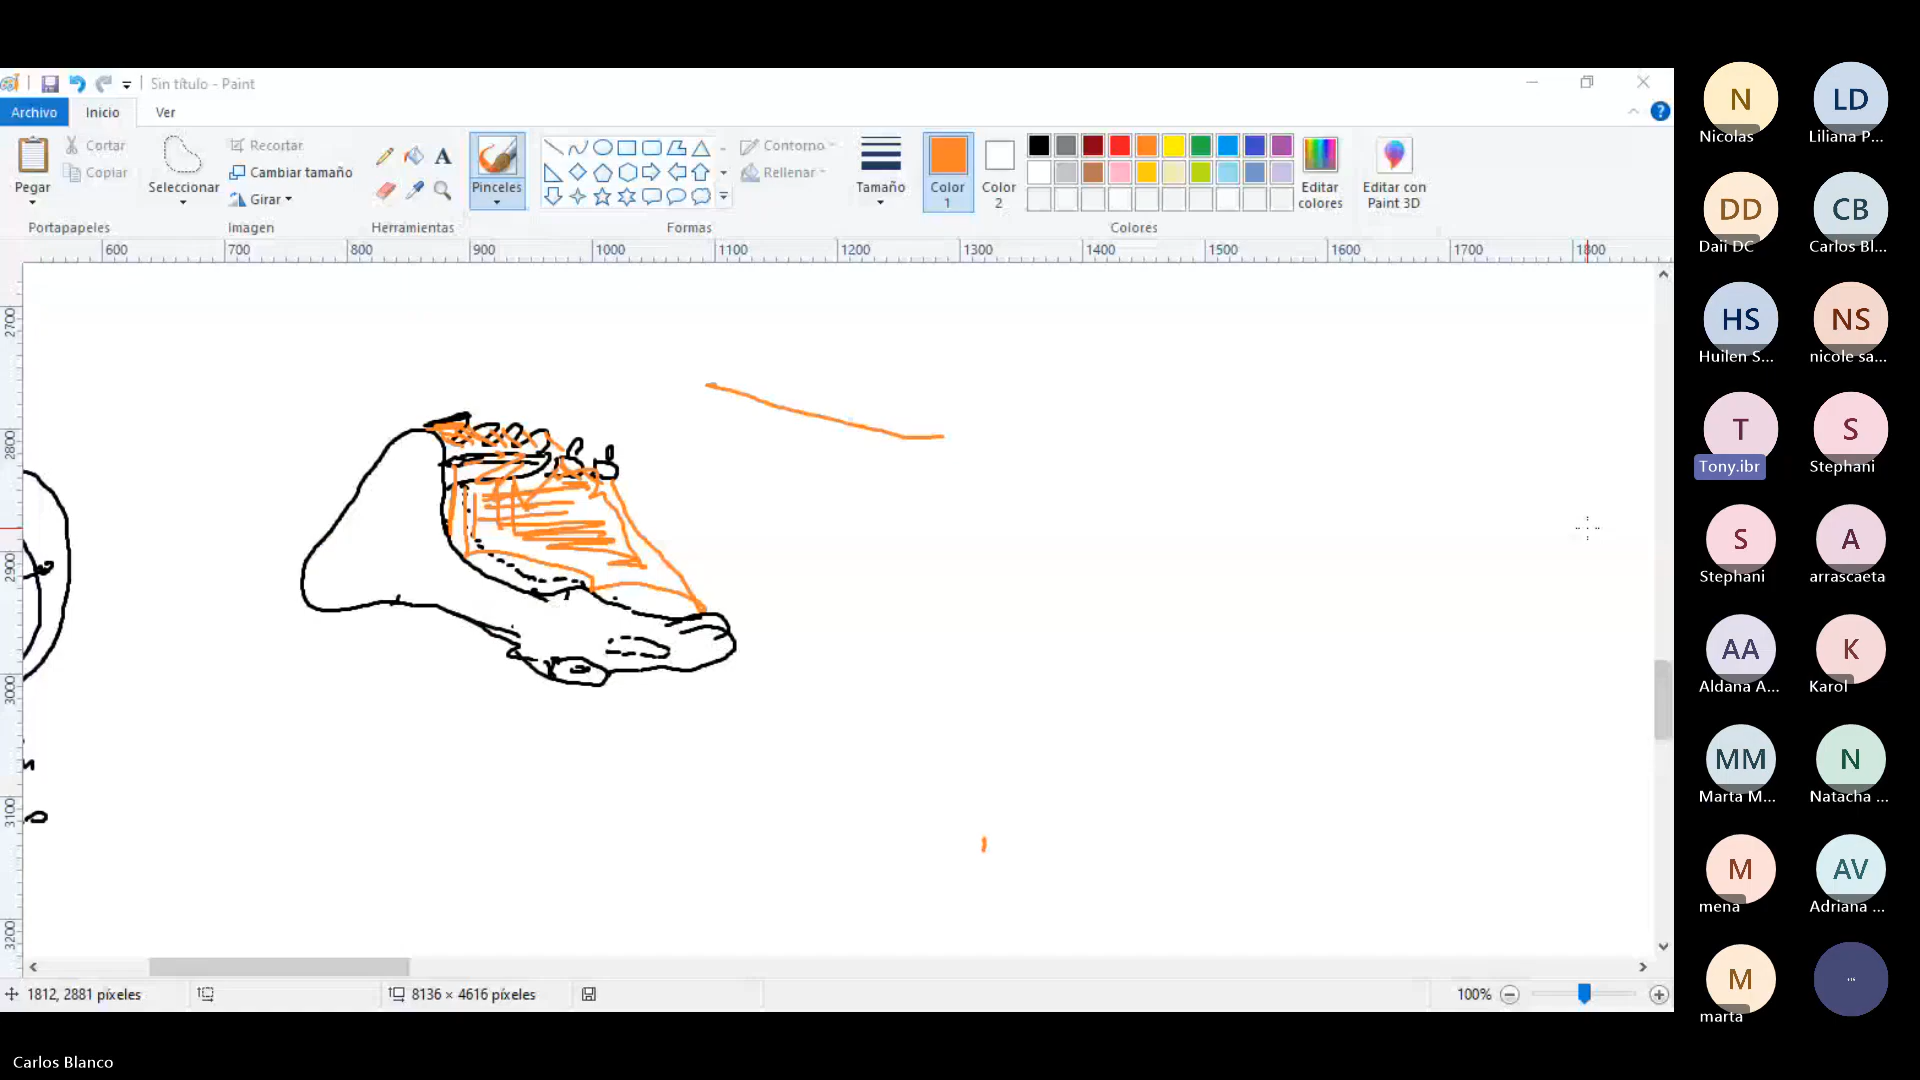 Sin título - Paint
Archivo
Inicio
Ver
Pegar
Cortar
Copiar
Portapapeles
Seleccionar
Recortar
Cambiar tamaño
Girar
Imagen
A
Herramientas
Pinceles
Contorno
Rellenar
Formas
Tamaño
Color 1
Color 2
Editar colores
Editar con Paint 3D
Colores
600 700 800 900 1000 1100 1200 1300 1400 1500 1600 1700 1800
2700
2800
2900
3000
3100
3200
1812, 2881 píxeles
8136 × 4616 píxeles
100%
N
Nicolas
LD
Liliana P...
DD
Daii DC
CB
Carlos Bl...
HS
Huilen S...
NS
nicole sa...
T
Tony.ibr
S
Stephani
S
Stephani
A
arrascaeta
AA
Aldana A...
K
Karol
MM
Marta M...
N
Natacha ...
M
mena
AV
Adriana ...
M
marta
...
Carlos Blanco